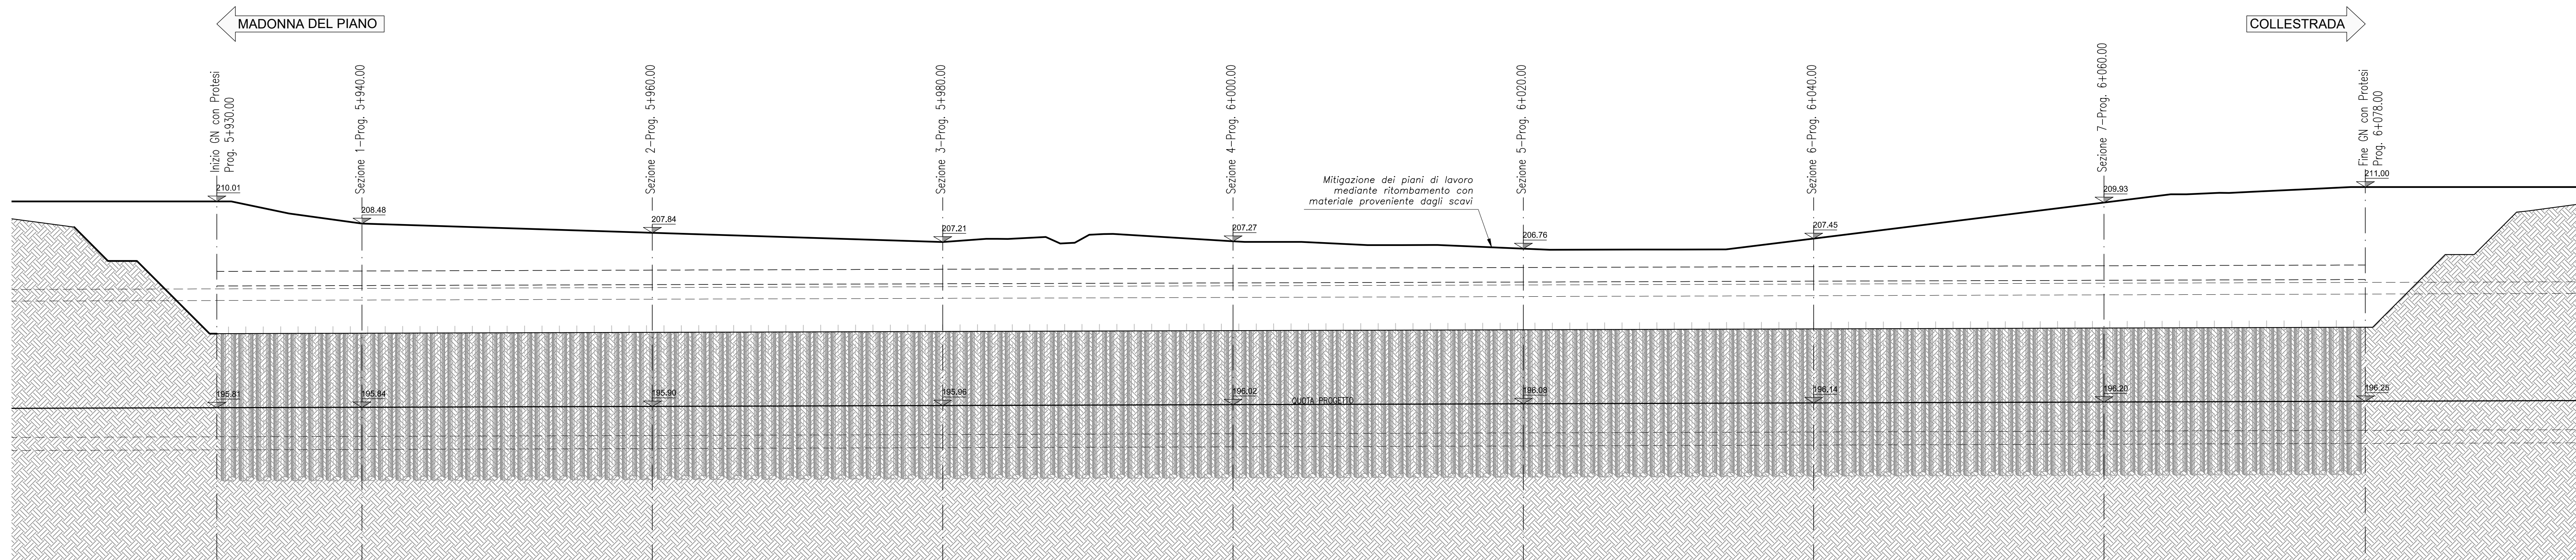 MADONNA DEL PIANO
COLLESTRADA
Inizio GN con Protesi
Prog. 5+930.00
Sezione 1-Prog. 5+940.00
Sezione 2-Prog. 5+960.00
Sezione 3-Prog. 5+980.00
Sezione 4-Prog. 6+000.00
Sezione 5-Prog. 6+020.00
Sezione 6-Prog. 6+040.00
Sezione 7-Prog. 6+060.00
Fine GN con Protesi
Prog. 6+078.00
210.01
208.48
207.84
207.21
207.27
Mitigazione dei piani di lavoro
mediante ritombamento con
materiale proveniente dagli scavi
206.76
207.45
209.93
211.00
195.81
195.84
195.90
195.96
196.02
QUOTA PROGETTO
196.08
196.14
196.20
196.25